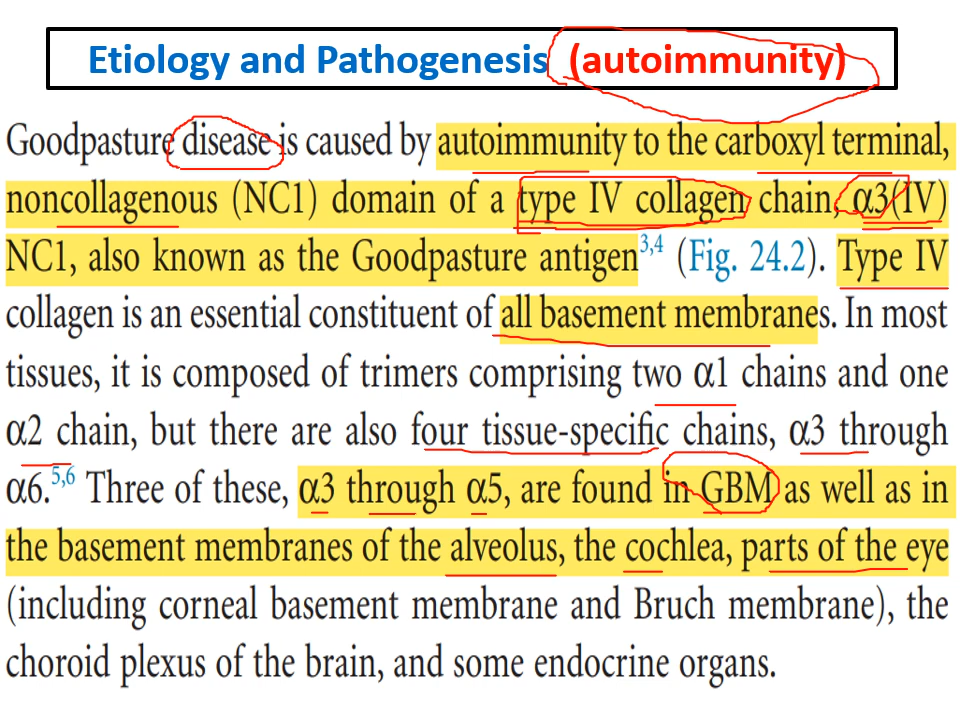 Etiology and Pathogenesis (autoimmunity)
Goodpasture disease is caused by autoimmunity to the carboxyl terminal,
noncollagenous (NC1) domain of a type IV collagen chain, α3(IV)
NC1, also known as the Goodpasture antigen3,4 (Fig. 24.2). Type IV
collagen is an essential constituent of all basement membranes. In most
tissues, it is composed of trimers comprising two α1 chains and one
α2 chain, but there are also four tissue-specific chains, α3 through
α6.5,6 Three of these, α3 through α5, are found in GBM as well as in
the basement membranes of the alveolus, the cochlea, parts of the eye
(including corneal basement membrane and Bruch membrane), the
choroid plexus of the brain, and some endocrine organs.